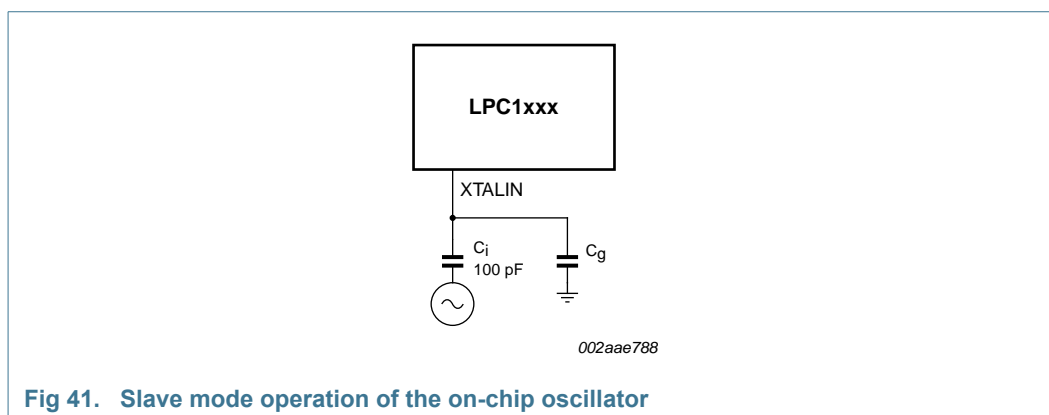 LPC1xxx
XTALIN
Ci
100 pF
Cg
002aae788
Fig 41. Slave mode operation of the on-chip oscillator